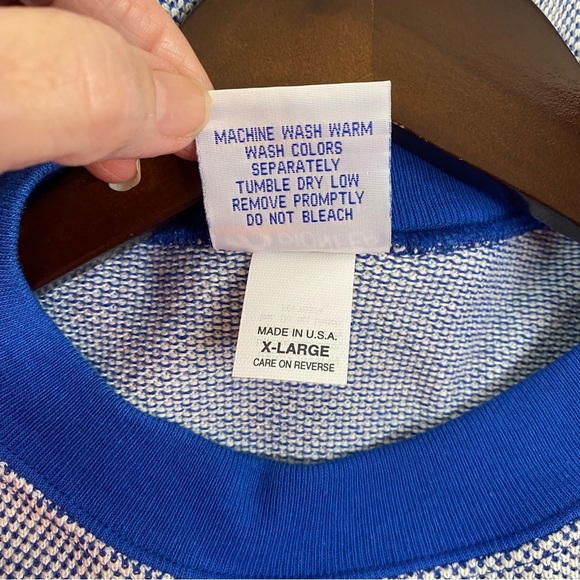 MACHINE WASH WARM
WASH COLORS
SEPARATELY
TUMBLE DRY LOW
REMOVE PROMPTLY
DO NOT BLEACH
MADE IN U.S.A.
X-LARGE
CARE ON REVERSE